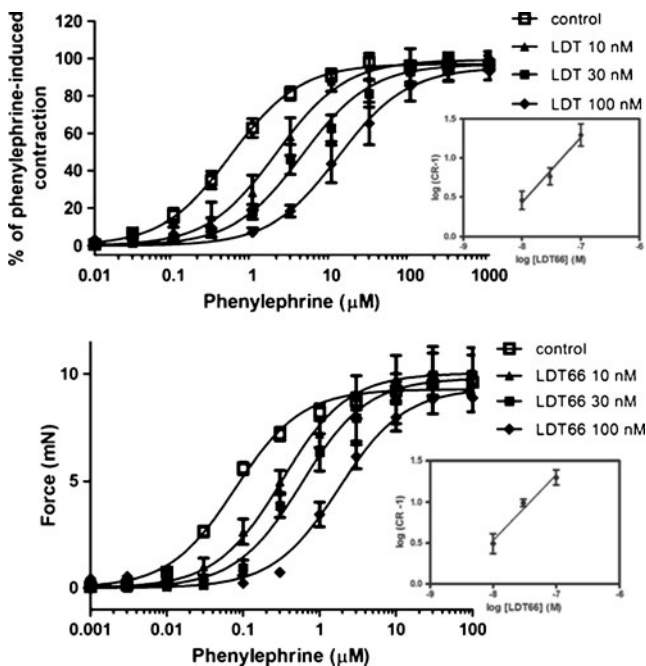 % of phenylephrine-induced
contraction
120
100
80
60
40
20
0
0.01 0.1 1 10 100 1000
Phenylephrine (µM)
control
LDT 10 nM
LDT 30 nM
LDT 100 nM
log (CR-1)
1.5
1.0
0.5
0.0
-9 -8 -7 -6
log [LDT66] (M)
Force (mN)
10
5
0
0.001 0.01 0.1 1 10 100
Phenylephrine (µM)
control
LDT66 10 nM
LDT66 30 nM
LDT66 100 nM
log (CR -1)
1.5
1.0
0.5
0.0
-9 -8 -7 -6
log [LDT66] (M)